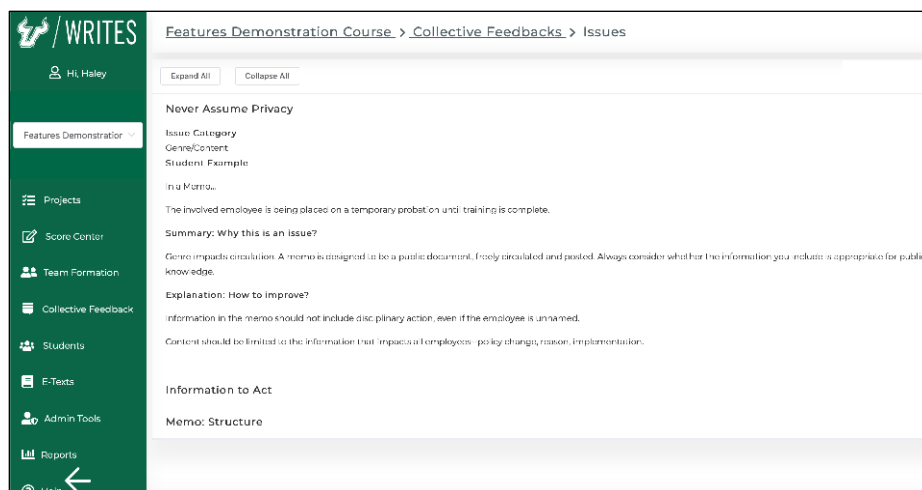 / WRITES
Hi, Haley
Features Demonstratior
Projects
Score Center
Team Formation
Collective Feedback
Students
E-Texts
Admin Tools
Reports
Help
Features Demonstration Course > Collective Feedbacks > Issues
Expand All
Collapse All
Never Assume Privacy
Issue Category
Genre/Content
Student Example
In a Memo...
The involved employee is being placed on a temporary probation until training is complete.
Summary: Why this is an issue?
Genre impacts circulation. A memo is designed to be a public document, freely circulated and posted. Always consider whether the information you include is appropriate for public
knowledge.
Explanation: How to improve?
Information in the memo should not include disciplinary action, even if the employee is unnamed.
Content should be limited to the information that impacts all employees--policy change, reason, implementation.
Information to Act
Memo: Structure